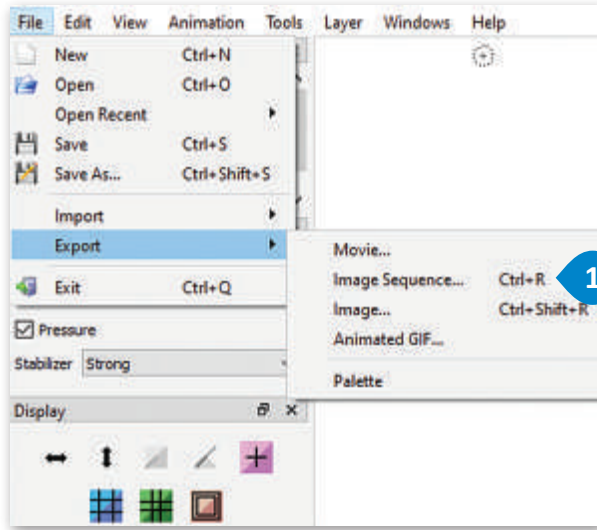 File Edit View Animation Tools Layer Windows Help
New Ctrl+N
Open Ctrl+O
Open Recent
Save Ctrl+S
Save As... Ctrl+Shift+S
Import
Export
Exit Ctrl+Q
Movie...
Image Sequence... Ctrl+R
1
Image... Ctrl+Shift+R
Animated GIF...
Palette
Pressure
Stabilizer Strong
Display